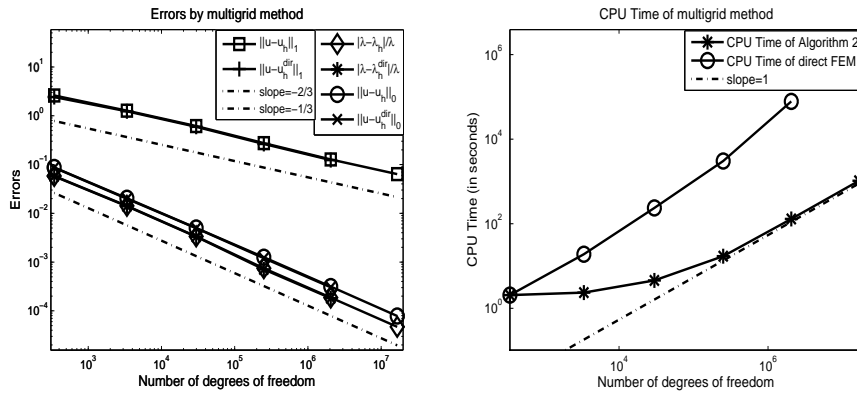 Errors by multigrid method
||u−u_h||_1
||u−u_h^dir||_1
slope=−2/3
slope=−1/3
|λ−λ_h|/λ
|λ−λ_h^dir|/λ
||u−u_h||_0
||u−u_h^dir||_0
Errors
10^1
10^0
10^−1
10^−2
10^−3
10^−4
10^3
10^4
10^5
10^6
10^7
Number of degrees of freedom
CPU Time of multigrid method
CPU Time of Algorithm 2
CPU Time of direct FEM
slope=1
CPU Time (in seconds)
10^6
10^4
10^2
10^0
10^4
10^6
Number of degrees of freedom